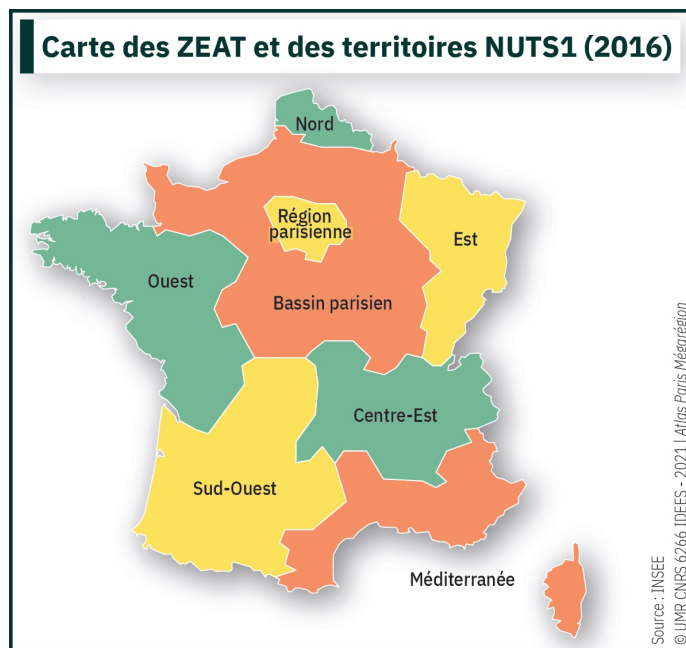 Carte des ZEAT et des territoires NUTS1 (2016)
Nord
Région
parisienne
Est
Ouest
Bassin parisien
Centre-Est
Sud-Ouest
Méditerranée
Source : INSEE
© UMR CNRS 6266 IDEES - 2021 | Atlas Paris Mégarégion